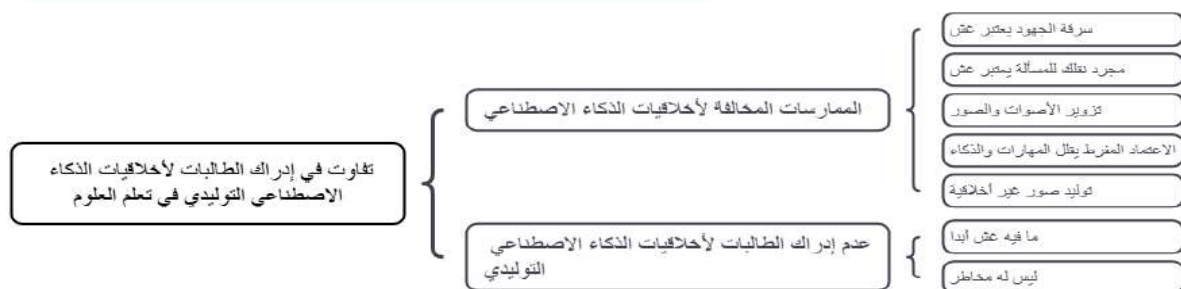 تفاوت في إدراك الطالبات لأخلاقيات الذكاء
الاصطناعي التوليدي في تعلم العلوم
الممارسات المخالفة لأخلاقيات الذكاء الاصطناعي
سرقة الجهود يعتبر غش
مجرد نقلك للمسألة يعتبر غش
تزوير الأصوات والصور
الاعتماد المفرط يقلل المهارات والذكاء
توليد صور غير أخلاقية
عدم إدراك الطالبات لأخلاقيات الذكاء الاصطناعي
التوليدي
ما فيه غش أبدا
ليس له مخاطر